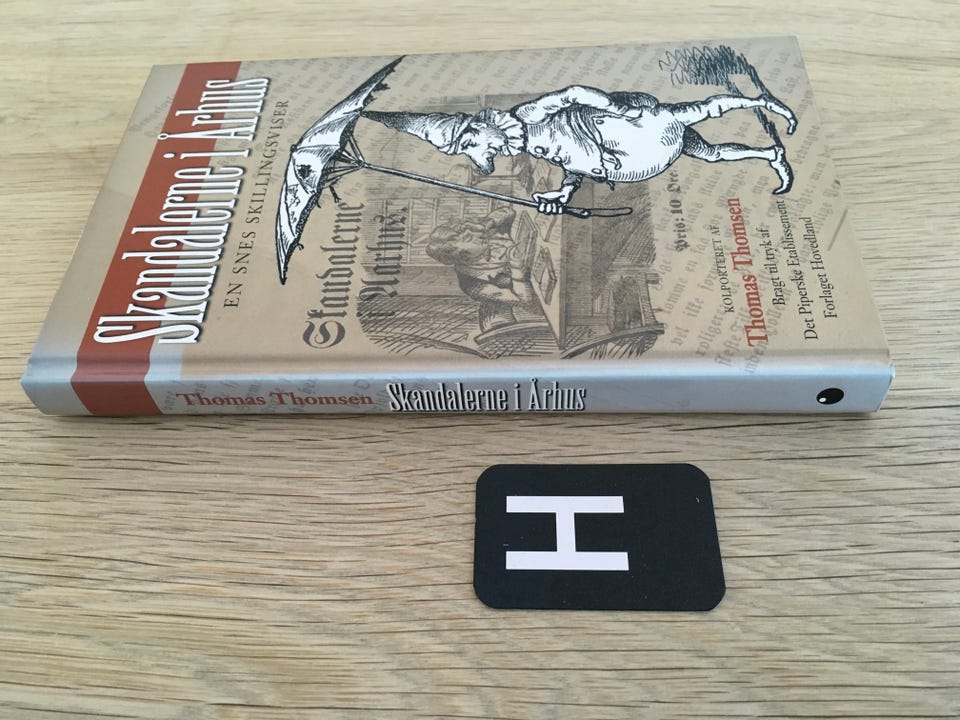 Skandalerne i Århus
EN SNES SKILLINGSVISER
Skandalerne
i Aarhus.
Pris: 10 Øre.
KOLPORTERET AF
Thomas Thomsen
Bragt til tryk af
Det Piperske Etablissement
Forlaget Hovedland
Thomas Thomsen Skandalerne i Århus
H